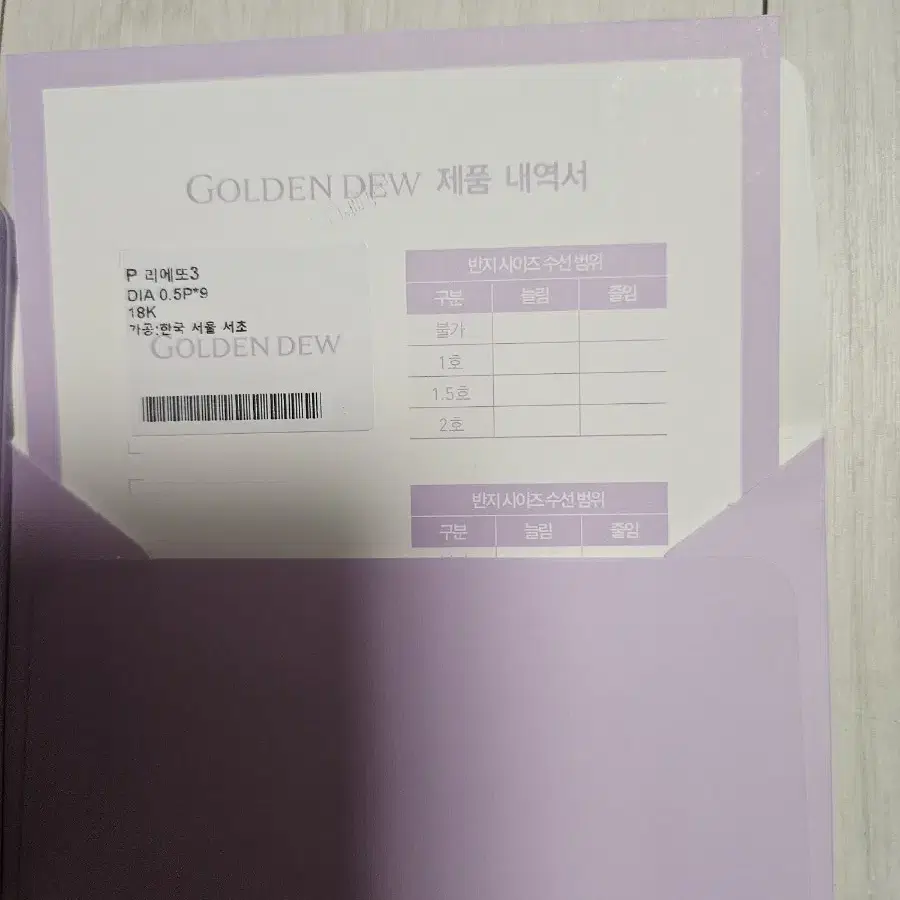 GOLDEN DEW 제품 내역서
P 리에또3
DIA 0.5P*9
18K
가공:한국 서울 서초
GOLDEN DEW
반지 사이즈 수선 범위
구분 늘림 줄임
불가
1호
1.5호
2호
반지 사이즈 수선 범위
구분 늘림 줄임